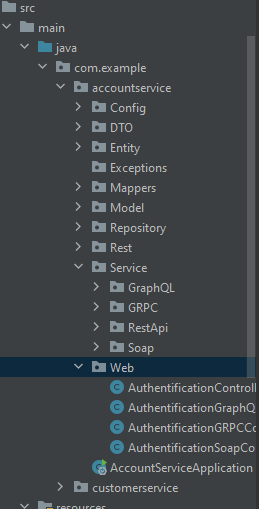 src
main
java
com.example
accountservice
Config
DTO
Entity
Exceptions
Mappers
Model
Repository
Rest
Service
GraphQL
GRPC
RestApi
Soap
Web
AuthentificationControll
AuthentificationGraphQ
AuthentificationGRPCCo
AuthentificationSoapCo
AccountServiceApplication
customerservice
resources